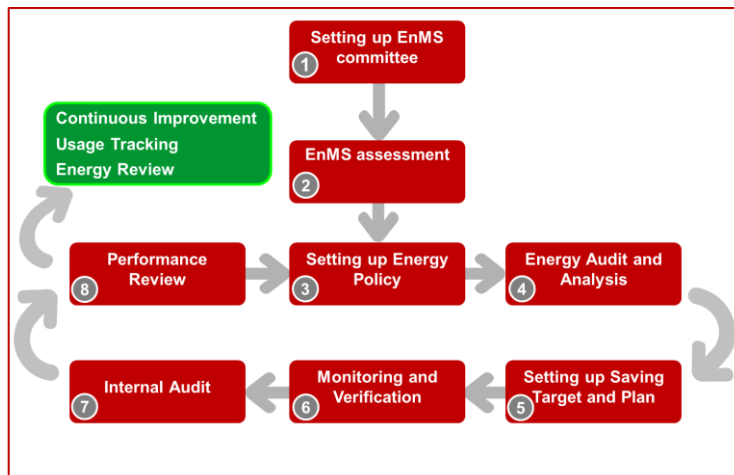 Setting up EnMS
committee
1
Continuous Improvement
Usage Tracking
Energy Review
EnMS assessment
2
Performance
Review
8
Setting up Energy
Policy
3
Energy Audit and
Analysis
4
Internal Audit
7
Monitoring and
Verification
6
Setting up Saving
Target and Plan
5